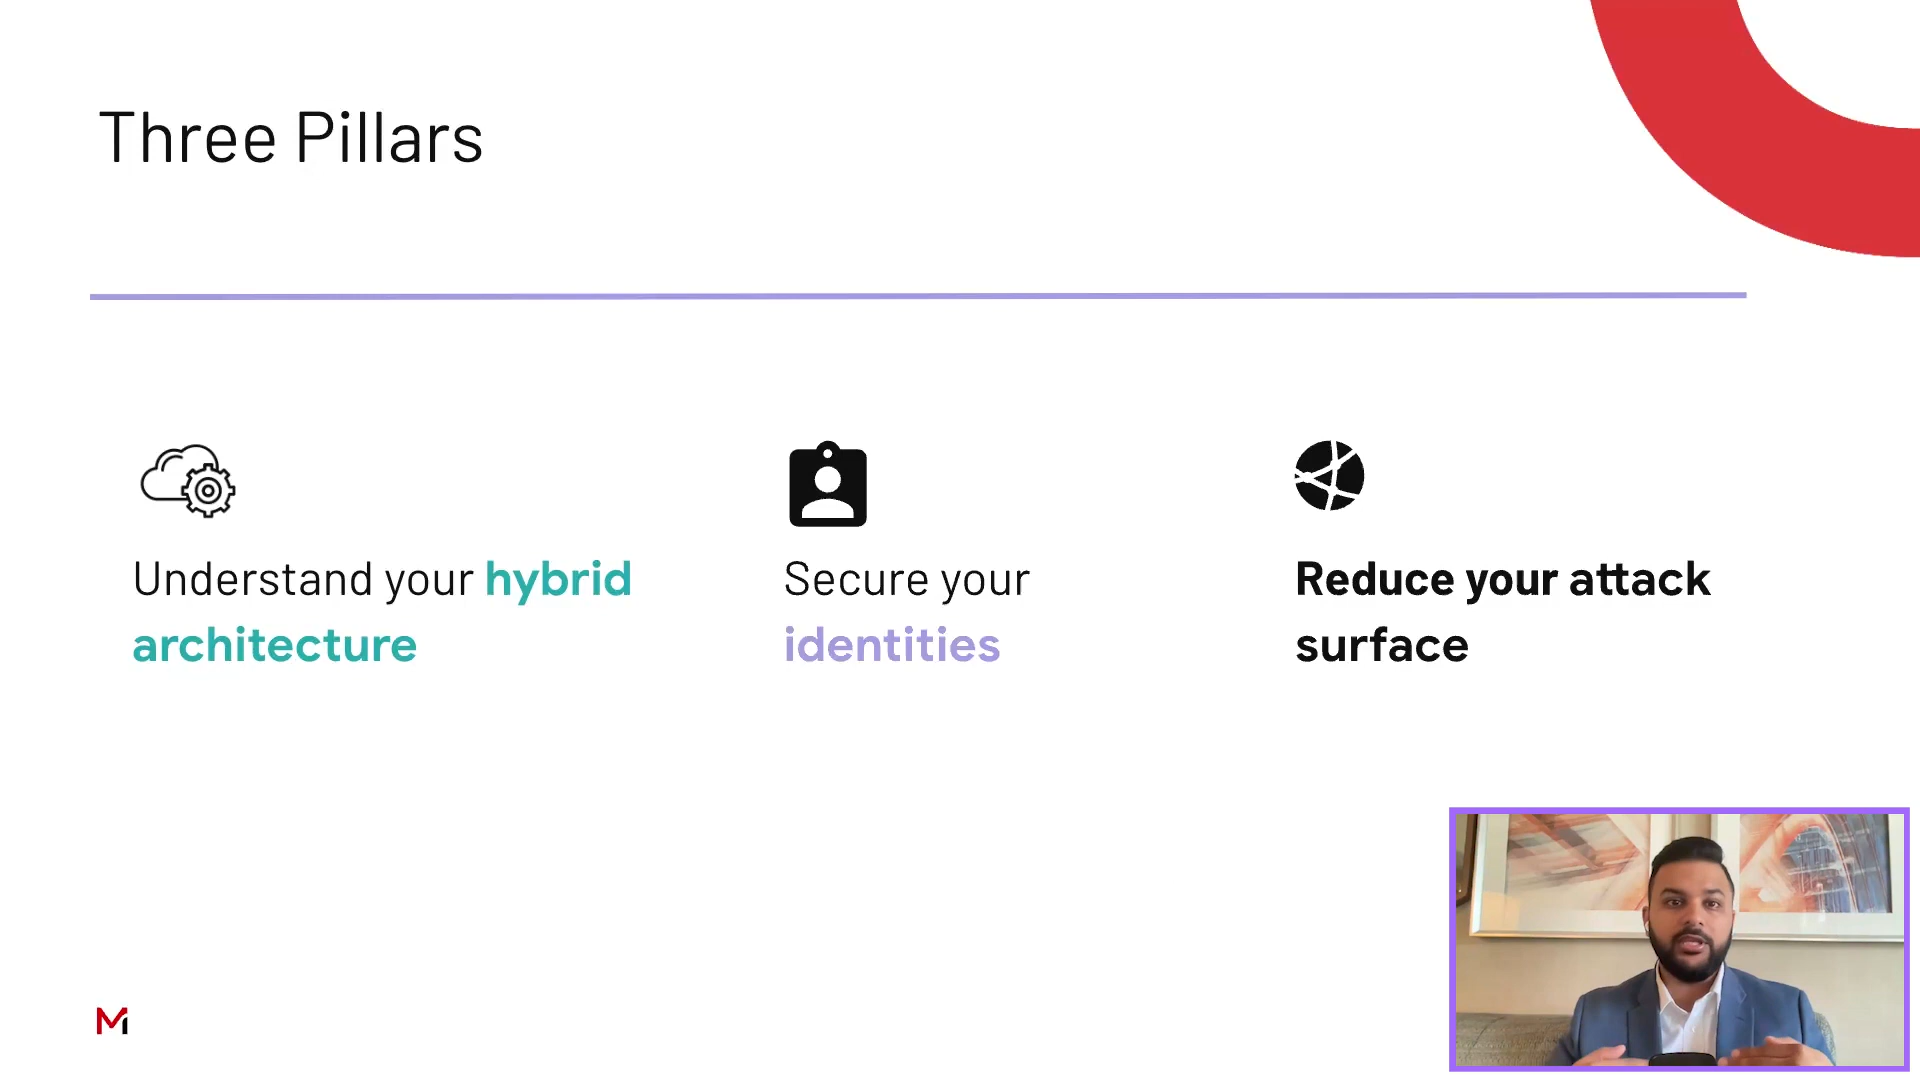 Three Pillars
Understand your hybrid
architecture
Secure your
identities
Reduce your attack
surface
M